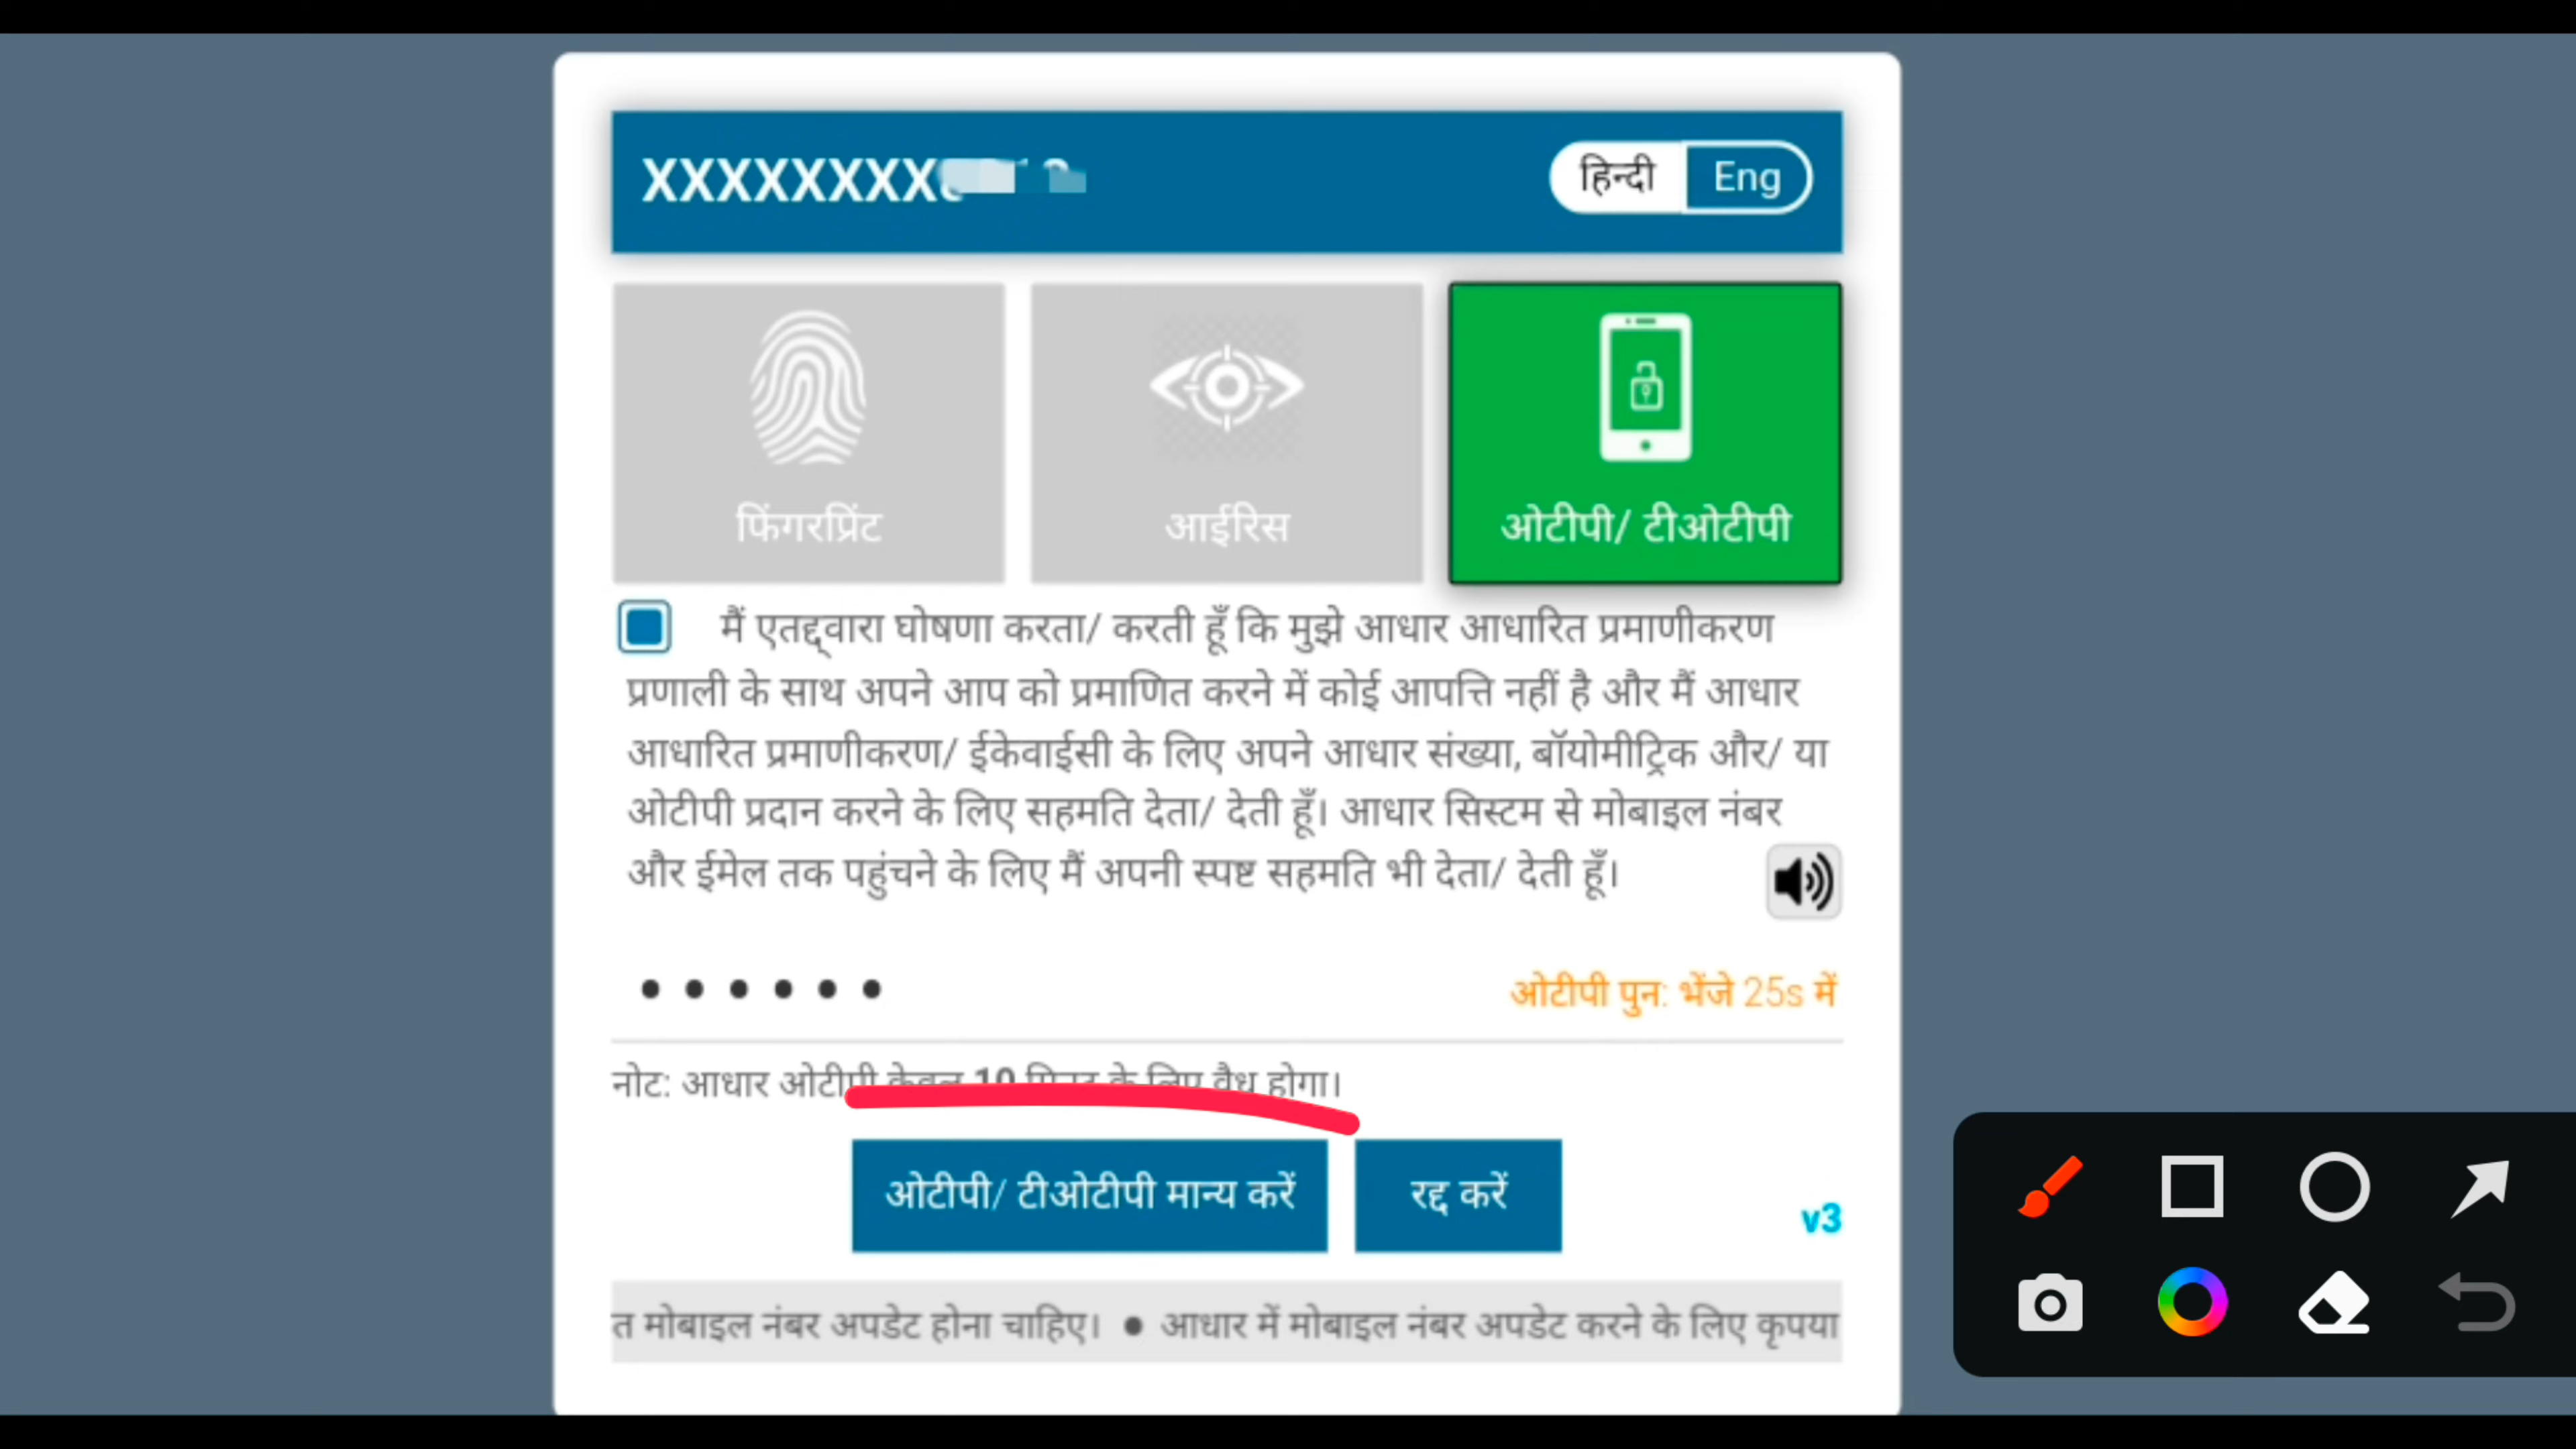 XXXXXXXX
हिन्दी Eng
फिंगरप्रिंट आईरिस ओटीपी/ टीओटीपी
मैं एतद्द्वारा घोषणा करता/ करती हूँ कि मुझे आधार आधारित प्रमाणीकरण
प्रणाली के साथ अपने आप को प्रमाणित करने में कोई आपत्ति नहीं है और मैं आधार
आधारित प्रमाणीकरण/ ईकेवाईसी के लिए अपने आधार संख्या, बॉयोमीट्रिक और/ या
ओटीपी प्रदान करने के लिए सहमति देता/ देती हूँ। आधार सिस्टम से मोबाइल नंबर
और ईमेल तक पहुंचने के लिए मैं अपनी स्पष्ट सहमति भी देता/ देती हूँ।
ओटीपी पुन: भेंजे 25s में
नोट: आधार ओटीपी केवल 10 मिनट के लिए वैध होगा।
ओटीपी/ टीओटीपी मान्य करें रद्द करें
v3
त मोबाइल नंबर अपडेट होना चाहिए। ● आधार में मोबाइल नंबर अपडेट करने के लिए कृपया